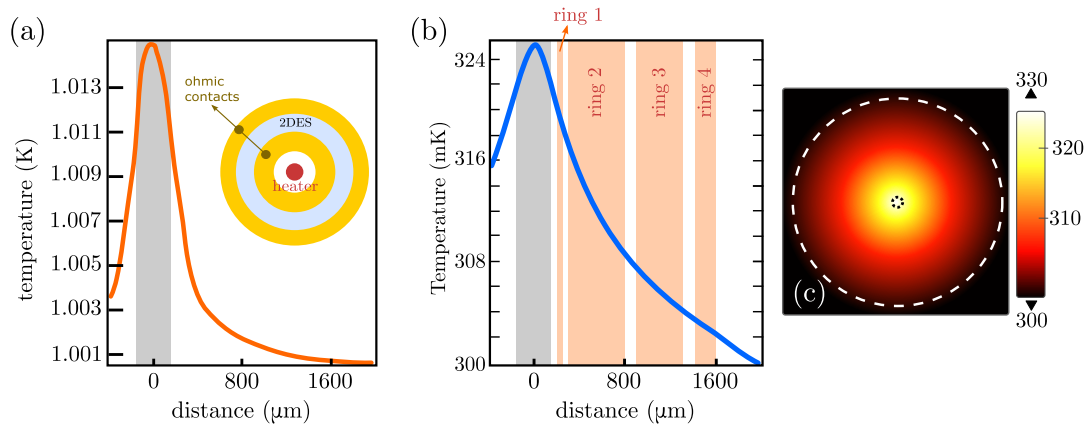 (a)
temperature (K)
1.013
1.011
1.009
1.007
1.005
1.003
1.001
0
800
1600
distance (μm)
ohmic
contacts
2DES
heater
(b)
ring 1
Temperature (mK)
324
316
308
300
0
800
1600
distance (μm)
ring 2
ring 3
ring 4
(c)
330
320
310
300